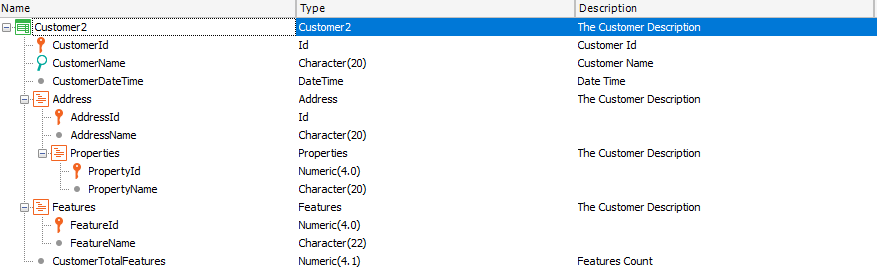 Name Type Description
Customer2 Customer2 The Customer Description
CustomerId Id Customer Id
CustomerName Character(20) Customer Name
CustomerDateTime DateTime Date Time
Address Address The Customer Description
AddressId Id
AddressName Character(20)
Properties Properties The Customer Description
PropertyId Numeric(4.0)
PropertyName Character(20)
Features Features The Customer Description
FeatureId Numeric(4.0)
FeatureName Character(22)
CustomerTotalFeatures Numeric(4.1) Features Count